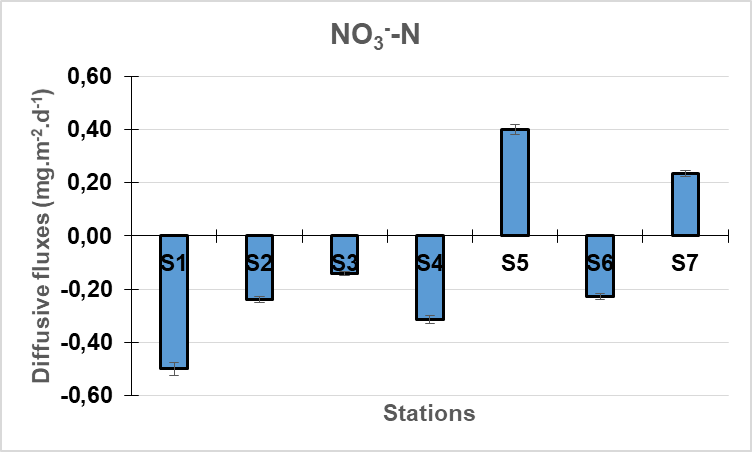 NO₃⁻-N
Diffusive fluxes (mg.m⁻².d⁻¹)
0,60
0,40
0,20
0,00
-0,20
-0,40
-0,60
S1 S2 S3 S4 S5 S6 S7
Stations